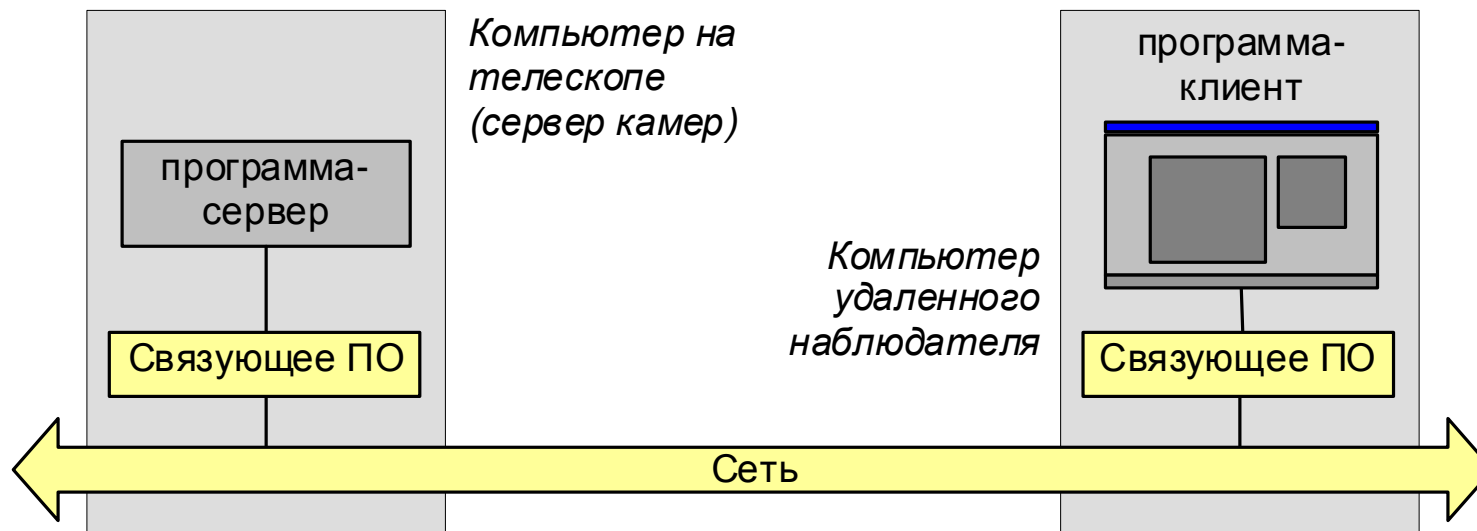 Компьютер на
телескопе
(сервер камер)
программа-
сервер
Связующее ПО
программа-
клиент
Компьютер
удаленного
наблюдателя
Связующее ПО
Сеть